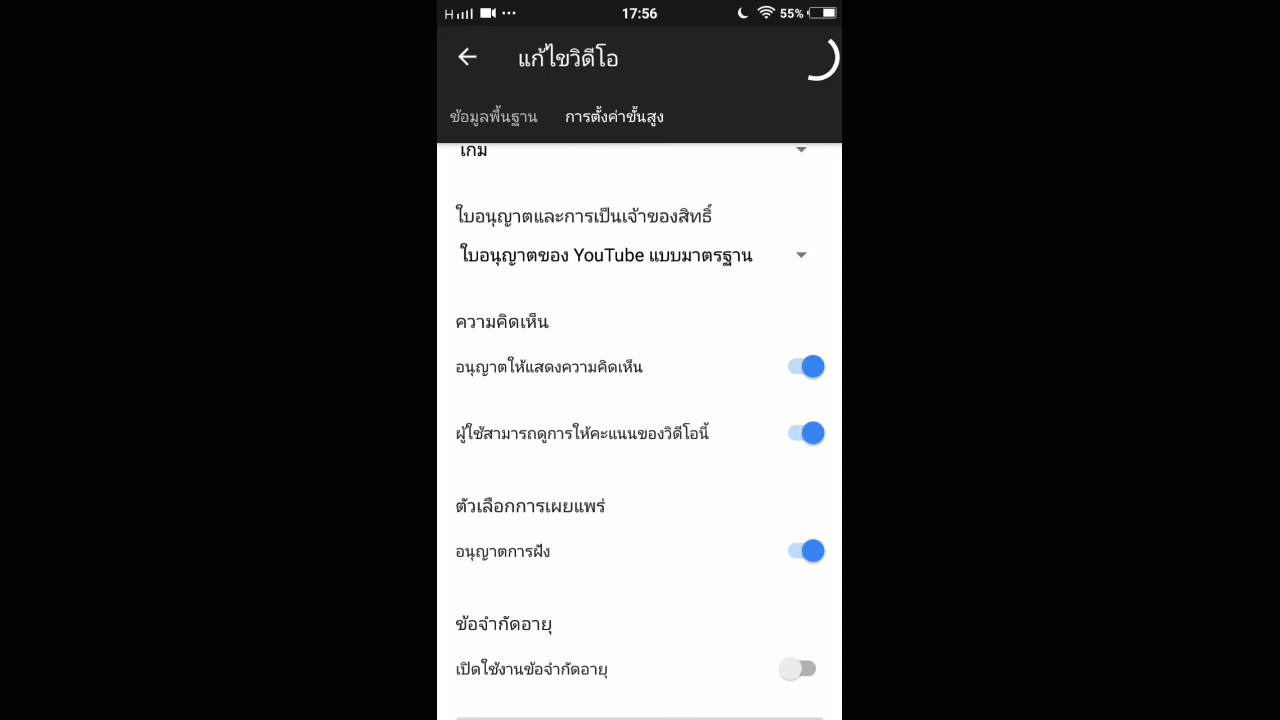 H 17:56 55%
แก้ไขวิดีโอ
ข้อมูลพื้นฐาน การตั้งค่าขั้นสูง
เกม
ใบอนุญาตและการเป็นเจ้าของสิทธิ์
ใบอนุญาตของ YouTube แบบมาตรฐาน
ความคิดเห็น
อนุญาตให้แสดงความคิดเห็น
ผู้ใช้สามารถดูการให้คะแนนของวิดีโอนี้
ตัวเลือกการเผยแพร่
อนุญาตการฝัง
ข้อจำกัดอายุ
เปิดใช้งานข้อจำกัดอายุ